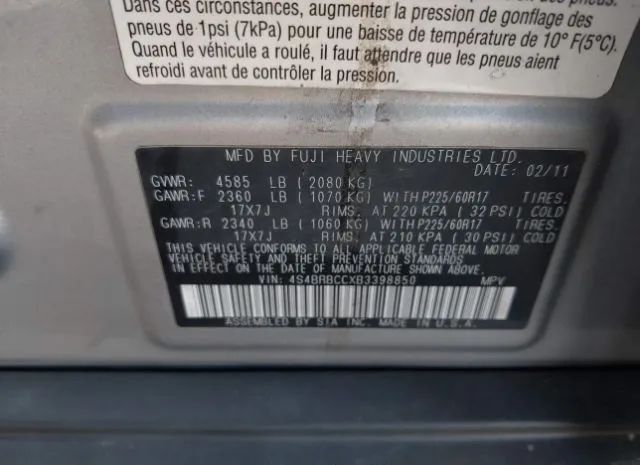 Dans ces circonstances, augmenter la pression de gonflage des pneus.
pneus de 1psi (7kPa) pour une baisse de température de 10° F(5°C).
Quand le véhicule a roulé, il faut attendre que les pneus aient
refroidi avant de contrôler la pression.
MFD BY FUJI HEAVY INDUSTRIES LTD.
DATE: 02/11
GVWR: 4585 LB ( 2080 KG)
GAWR:F 2360 LB ( 1070 KG) WITH P225/60R17 TIRES.
17X7J RIMS. AT 220 KPA ( 32 PSI) COLD
GAWR:R 2340 LB ( 1060 KG) WITH P225/60R17 TIRES.
17X7J RIMS. AT 210 KPA ( 30 PSI) COLD
THIS VEHICLE CONFORMS TO ALL APPLICABLE FEDERAL MOTOR
VEHICLE SAFETY AND THEFT PREVENTION STANDARDS IN EFFECT
ON THE DATE OF MANUFACTURE SHOWN ABOVE.
VIN: 4S4BRBCCXB3398850 MPV
ASSEMBLED BY SIA INC. MADE IN U.S.A.